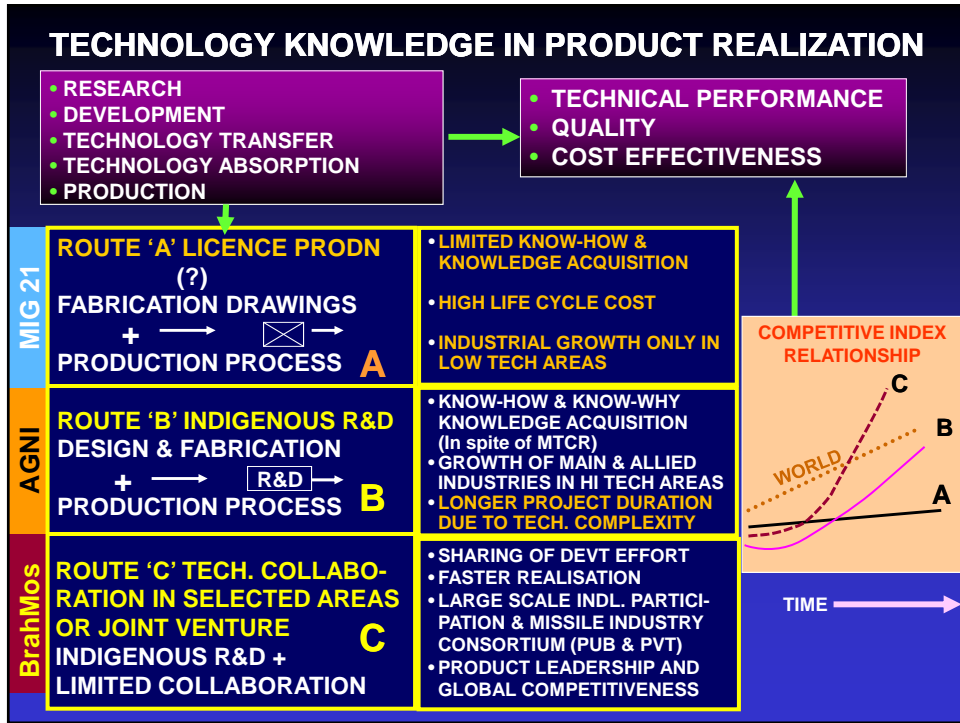 TECHNOLOGY KNOWLEDGE IN PRODUCT REALIZATION
• RESEARCH
• DEVELOPMENT
• TECHNOLOGY TRANSFER
• TECHNOLOGY ABSORPTION
• PRODUCTION
• TECHNICAL PERFORMANCE
• QUALITY
• COST EFFECTIVENESS
MIG 21
ROUTE ‘A’ LICENCE PRODN
(?)
FABRICATION DRAWINGS
+
PRODUCTION PROCESS
A
• LIMITED KNOW-HOW &
KNOWLEDGE ACQUISITION
• HIGH LIFE CYCLE COST
• INDUSTRIAL GROWTH ONLY IN
LOW TECH AREAS
AGNI
ROUTE ‘B’ INDIGENOUS R&D
DESIGN & FABRICATION
+
R&D
PRODUCTION PROCESS
B
• KNOW-HOW & KNOW-WHY
KNOWLEDGE ACQUISITION
(In spite of MTCR)
• GROWTH OF MAIN & ALLIED
INDUSTRIES IN HI TECH AREAS
• LONGER PROJECT DURATION
DUE TO TECH. COMPLEXITY
BrahMos
ROUTE ‘C’ TECH. COLLABO-
RATION IN SELECTED AREAS
OR JOINT VENTURE
C
INDIGENOUS R&D +
LIMITED COLLABORATION
• SHARING OF DEVT EFFORT
• FASTER REALISATION
• LARGE SCALE INDL. PARTICI-
PATION & MISSILE INDUSTRY
CONSORTIUM (PUB & PVT)
• PRODUCT LEADERSHIP AND
GLOBAL COMPETITIVENESS
COMPETITIVE INDEX
RELATIONSHIP
C
B
WORLD
A
TIME